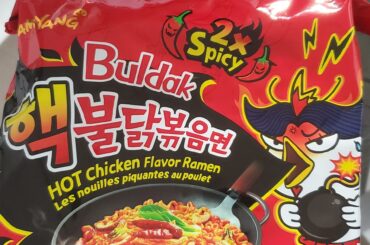 SAMYANG
2x
Spicy
Buldak
핵불닭볶음면
HOT Chicken Flavor Ramen
Les nouilles piquantes au poulet